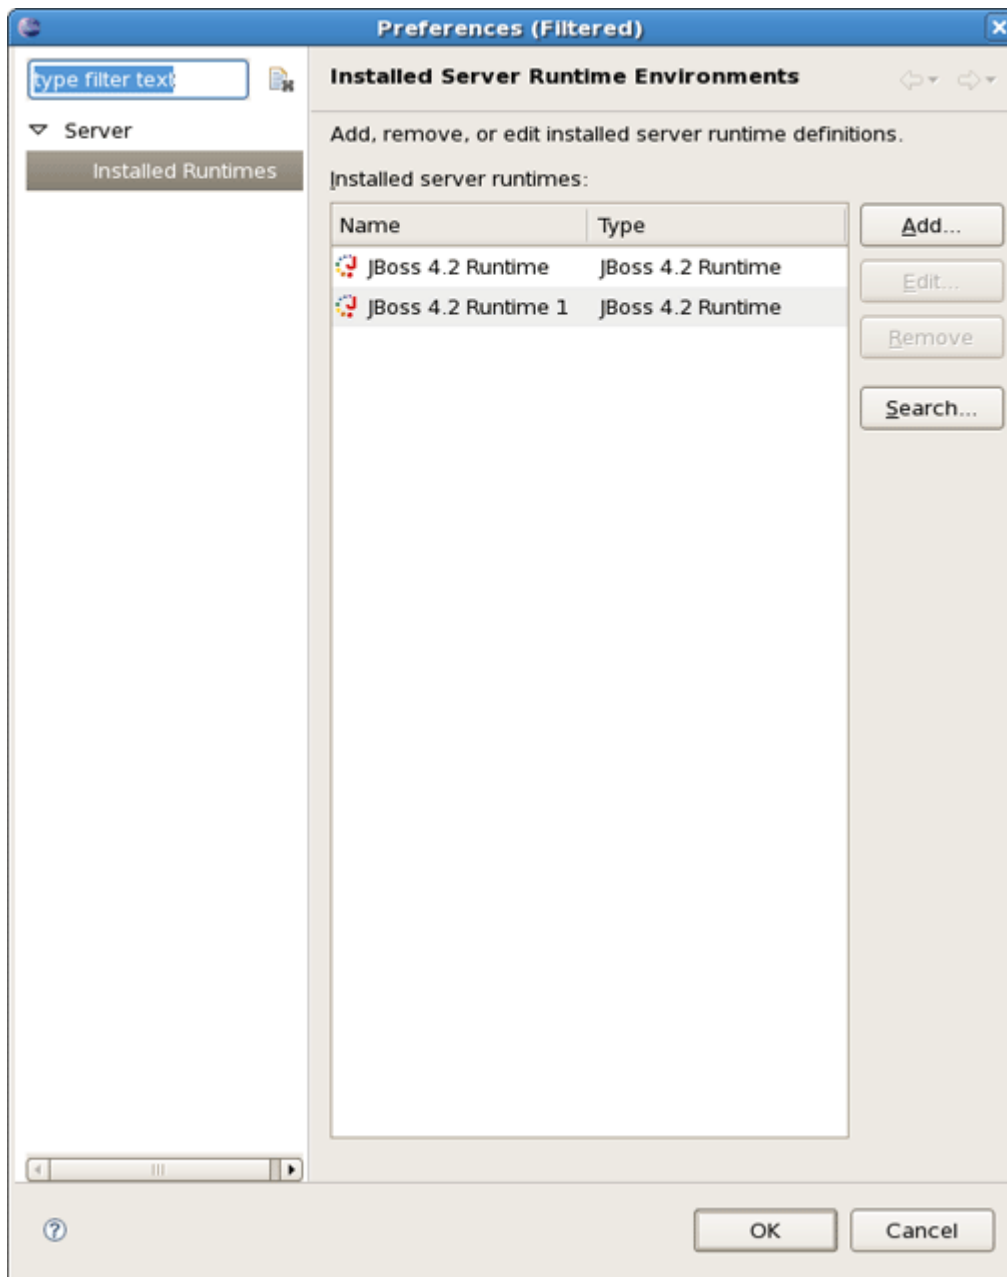 Preferences (Filtered)
type filter text
Server
Installed Runtimes
Installed Server Runtime Environments
Add, remove, or edit installed server runtime definitions.
Installed server runtimes:
Name Type
JBoss 4.2 Runtime JBoss 4.2 Runtime
JBoss 4.2 Runtime 1 JBoss 4.2 Runtime
Add...
Edit...
Remove
Search...
OK Cancel